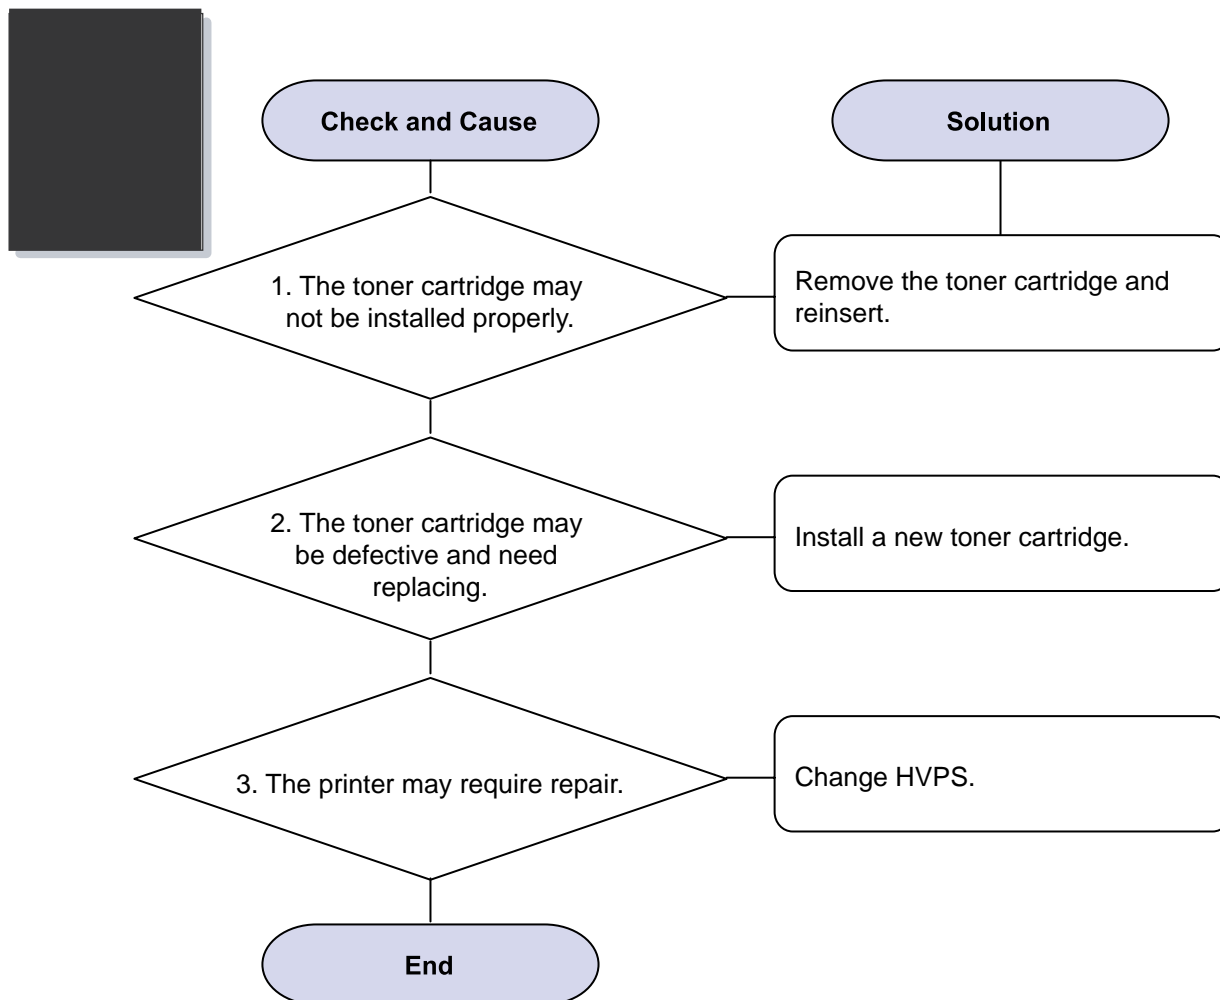 Check and Cause
Solution
1. The toner cartridge may
not be installed properly.
Remove the toner cartridge and
reinsert.
2. The toner cartridge may
be defective and need
replacing.
Install a new toner cartridge.
3. The printer may require repair.
Change HVPS.
End